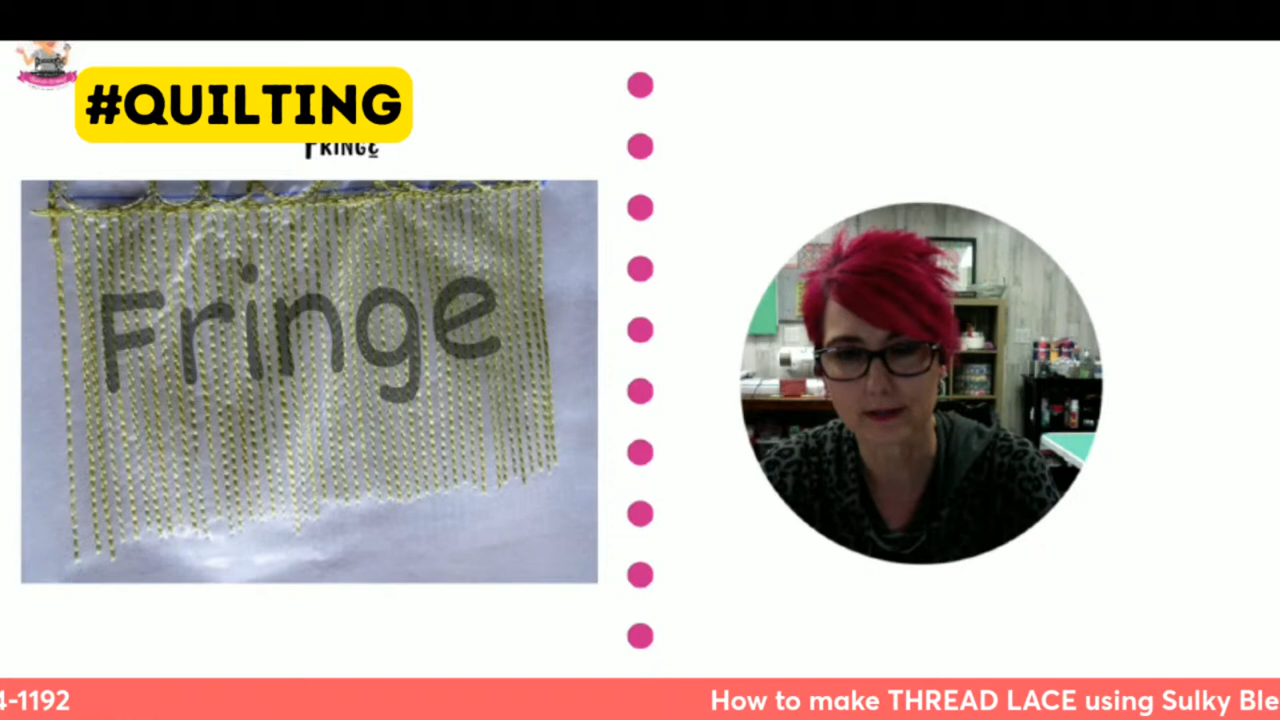 #QUILTING
FRINGE
Fringe
4-1192
How to make THREAD LACE using Sulky Ble